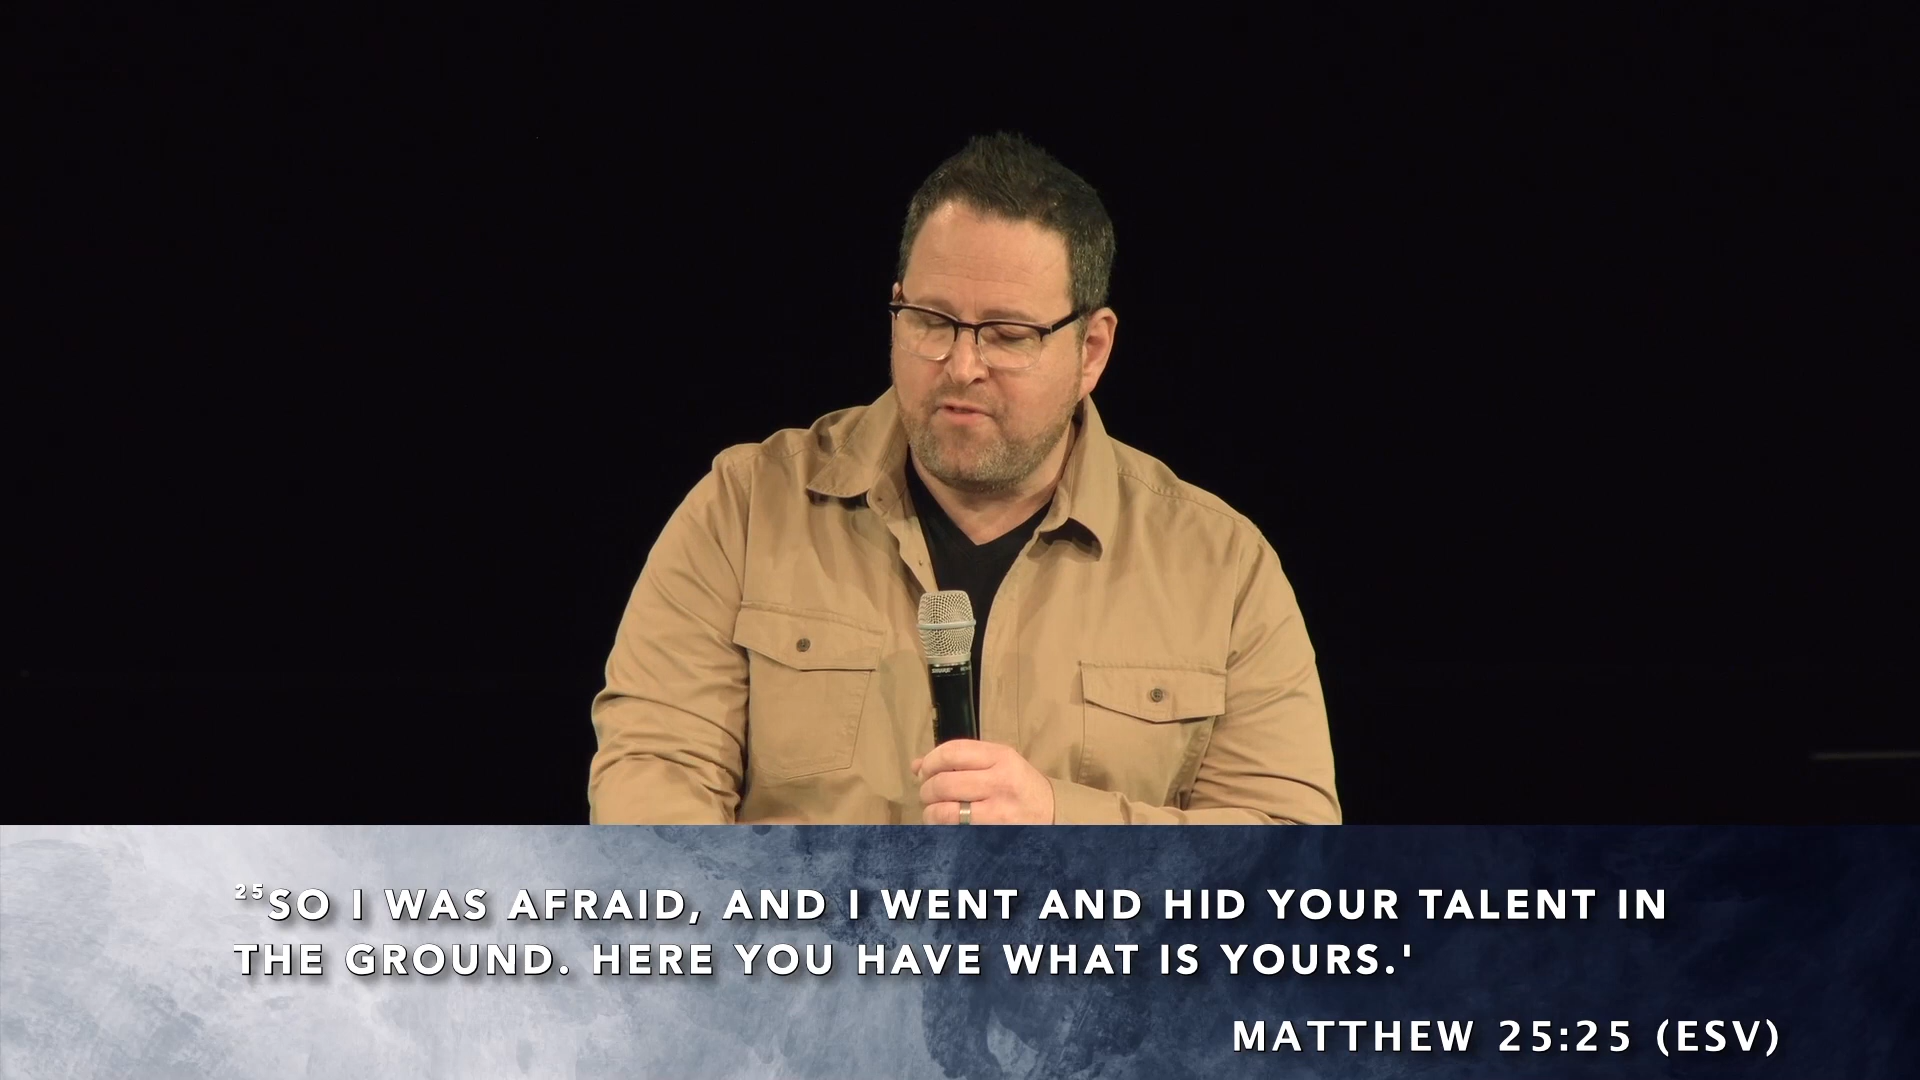 ²⁵SO I WAS AFRAID, AND I WENT AND HID YOUR TALENT IN
THE GROUND. HERE YOU HAVE WHAT IS YOURS.'
MATTHEW 25:25 (ESV)